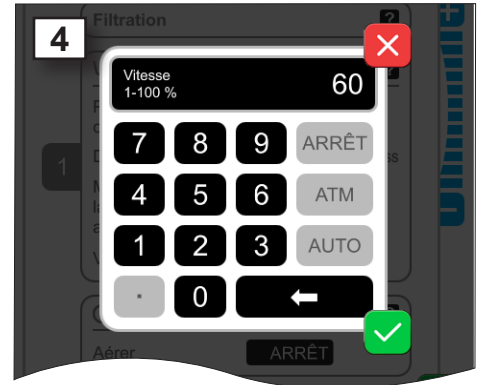 Filtration ?
4
Vitesse
1-100 %
60
7 8 9 ARRÊT
4 5 6 ATM
1 2 3 AUTO
. 0
1
Aérer ARRÊT